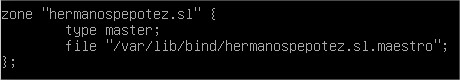 zone "hermanospepotez.sl" {
        type master;
        file "/var/lib/bind/hermanospepotez.sl.maestro";
};